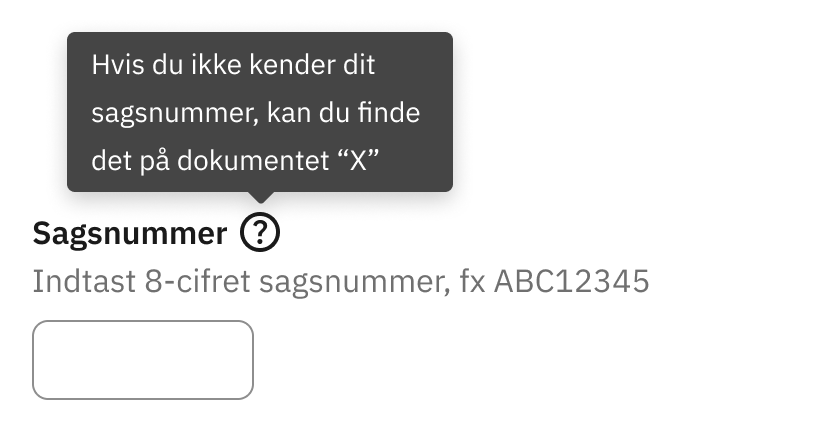 Hvis du ikke kender dit
sagsnummer, kan du finde
det på dokumentet “X”
Sagsnummer ?
Indtast 8-cifret sagsnummer, fx ABC12345